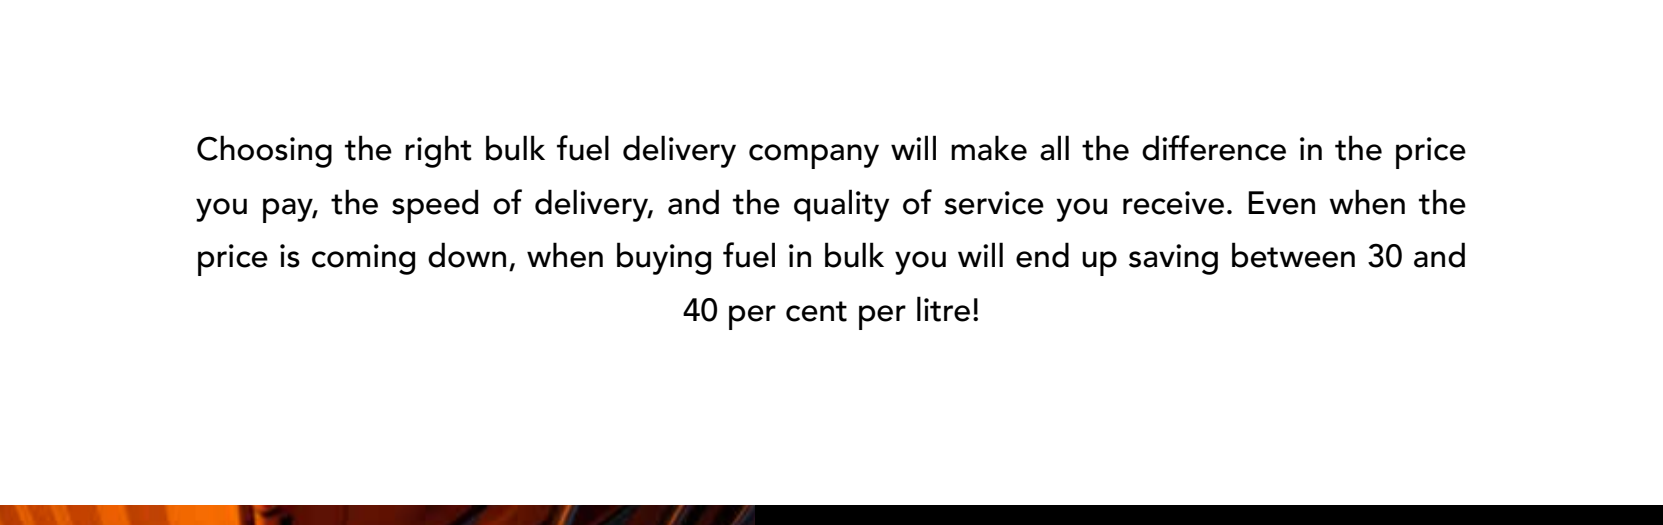 Choosing the right bulk fuel delivery company will make all the difference in the price
you pay, the speed of delivery, and the quality of service you receive. Even when the
price is coming down, when buying fuel in bulk you will end up saving between 30 and
40 per cent per litre!